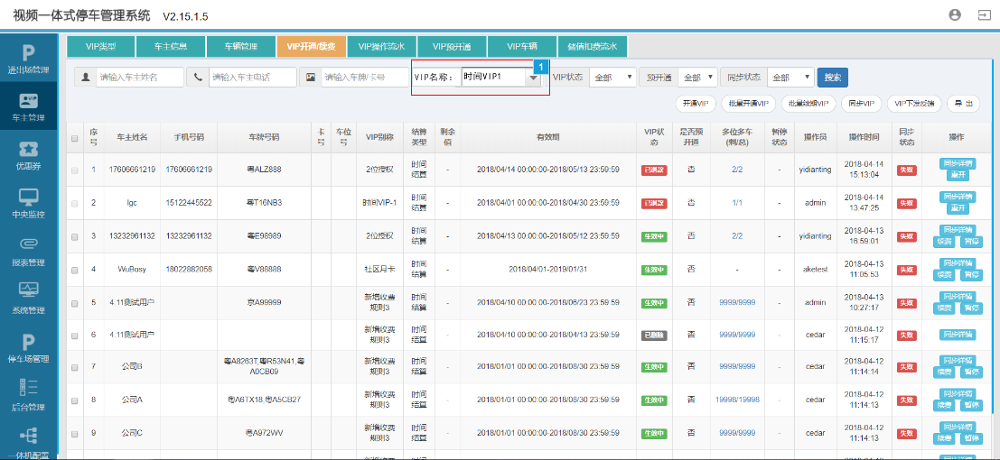 视频一体式停车管理系统 V2.15.1.5
进出场管理
车主管理
优惠券
中央监控
报表管理
系统管理
停车场管理
后台管理
一体机配置
VIP类型 车主信息 车辆管理 VIP开通/续费 VIP操作流水 VIP预开通 VIP车辆 储值扣费流水
请输入车主姓名 请输入车主电话 请输入车牌/卡号 VIP名称: 时间VIP1 1 VIP状态 全部 预开通 全部 同步状态 全部 搜索
开通VIP 批量开通VIP 批量续期VIP 同步VIP VIP下发反馈 导 出
序号 车主姓名 手机号码 车牌号码 卡号 车位号 VIP别称 结算类型 剩余值 有效期 VIP状态 是否预开通 多位多车(剩/总) 暂停状态 操作员 操作时间 同步状态 操作
1 17606661219 17606661219 粤ALZ888 2位授权 时间结算 - 2018/04/14 00:00:00-2018/05/13 23:59:59 已退款 否 2/2 - yidianting 2018-04-14 15:13:04 失败 同步详情 重开
2 lgc 15122445522 粤T16NB3 时间VIP-1 时间结算 - 2018/04/01 00:00:00-2018/04/30 23:59:59 已退款 否 1/1 - admin 2018-04-14 13:47:25 失败 同步详情 重开
3 13232961132 13232961132 粤E98989 2位授权 时间结算 - 2018/04/13 00:00:00-2018/05/12 23:59:59 生效中 否 2/2 - yidianting 2018-04-13 16:59:01 失败 同步详情 续费 暂停
4 WuBosy 18022882058 粤V88888 社区月卡 时间结算 - 2018/04/01-2019/01/31 生效中 否 - - aketest 2018-04-13 11:05:53 失败 同步详情 续费 暂停
5 4.11测试用户 京A99999 新增收费规则3 时间结算 - 2018/04/10 00:00:00-2018/06/23 23:59:59 生效中 否 9999/9999 - admin 2018-04-13 10:27:17 失败 同步详情 续费 暂停
6 4.11测试用户 新增收费规则3 时间结算 - 2018/04/10 00:00:00-2018/04/13 23:59:59 已删除 否 9999/9999 - cedar 2018-04-12 11:15:17 失败 同步详情
7 公司B 粤A8263T,粤R53N41,粤A0CB09 新增收费规则3 时间结算 - 2018/01/01 00:00:00-2018/08/30 23:59:59 生效中 否 9999/9999 - cedar 2018-04-12 11:14:14 失败 同步详情 续费 暂停
8 公司A 粤A6TX18,粤A5CB27 新增收费规则3 时间结算 - 2018/01/01 00:00:00-2018/08/30 23:59:59 生效中 否 19998/19998 - cedar 2018-04-12 11:14:13 失败 同步详情 续费 暂停
9 公司C 粤A972WV 新增收费规则3 时间结算 - 2018/01/01 00:00:00-2018/08/30 23:59:59 生效中 否 9999/9999 - cedar 2018-04-12 11:14:13 失败 同步详情 续费 暂停